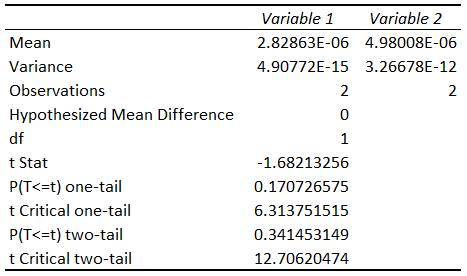 Variable 1 Variable 2
Mean 2.82863E-06 4.98008E-06
Variance 4.90772E-15 3.26678E-12
Observations 2 2
Hypothesized Mean Difference 0
df 1
t Stat -1.68213256
P(T<=t) one-tail 0.170726575
t Critical one-tail 6.313751515
P(T<=t) two-tail 0.341453149
t Critical two-tail 12.70620474